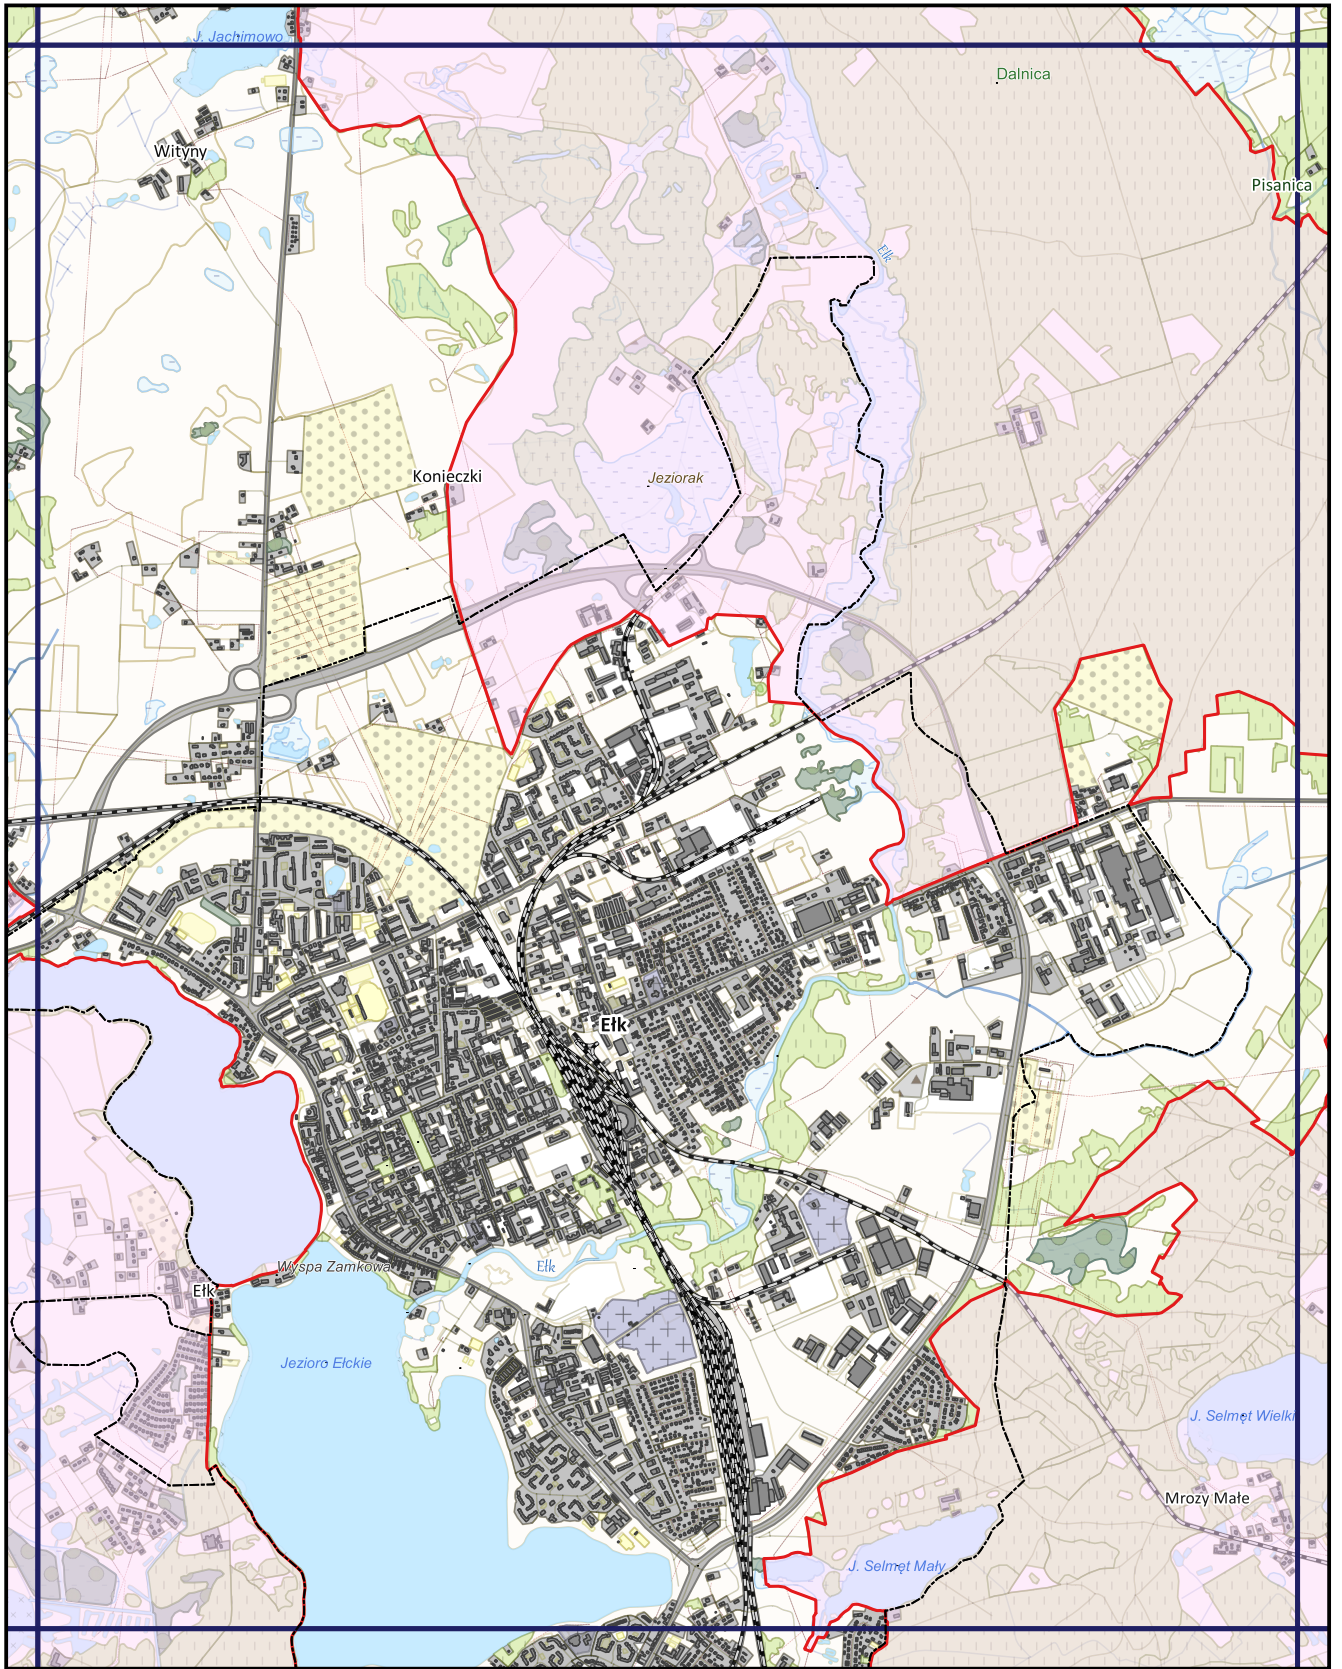 J. Jachimowo
Dalnica
Wityny
Pisanica
Ełk
Konieczki
Jeziorak
Ełk
Ełk
Wyspa Zamkowa
Ełk
Jezioro Ełckie
J. Selmęt Wielki
Mrozy Małe
J. Selmęt Mały